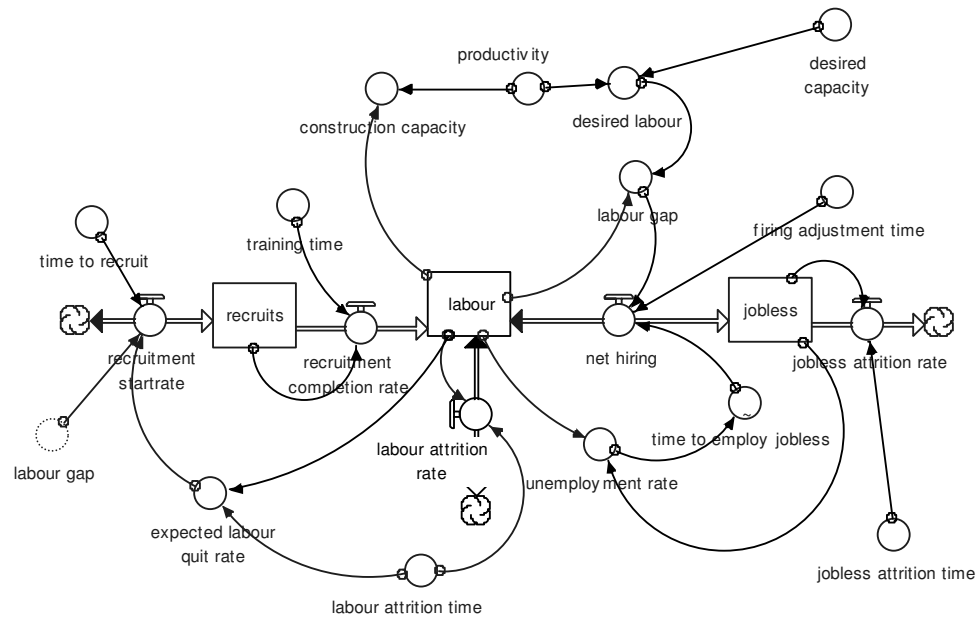 productivity
desired
capacity
construction capacity
desired labour
labour gap
training time
firing adjustment time
time to recruit
recruits
labour
jobless
recruitment
startrate
recruitment
completion rate
net hiring
jobless attrition rate
~
labour attrition
rate
time to employ jobless
labour gap
unemployment rate
expected labour
quit rate
jobless attrition time
labour attrition time